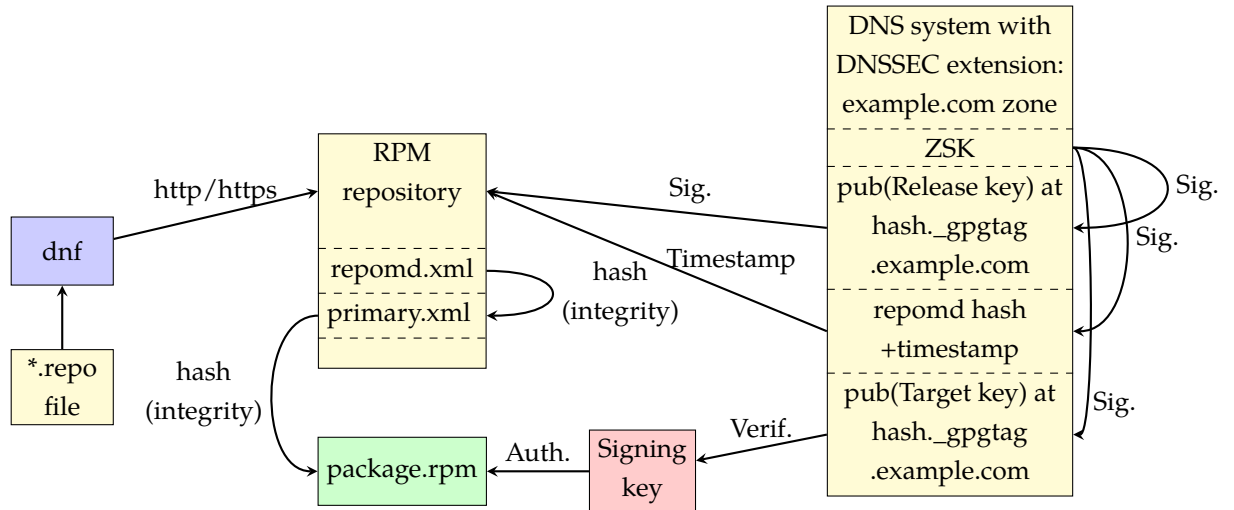 DNS system with
DNSSEC extension:
example.com zone
ZSK
pub(Release key) at
hash._gpgtag
.example.com
repomd hash
+timestamp
pub(Target key) at
hash._gpgtag
.example.com
Sig.
Sig.
Sig.
RPM
repository
repomd.xml
primary.xml
http/https
Sig.
Timestamp
hash
(integrity)
dnf
*.repo
file
hash
(integrity)
package.rpm
Auth.
Signing
key
Verif.